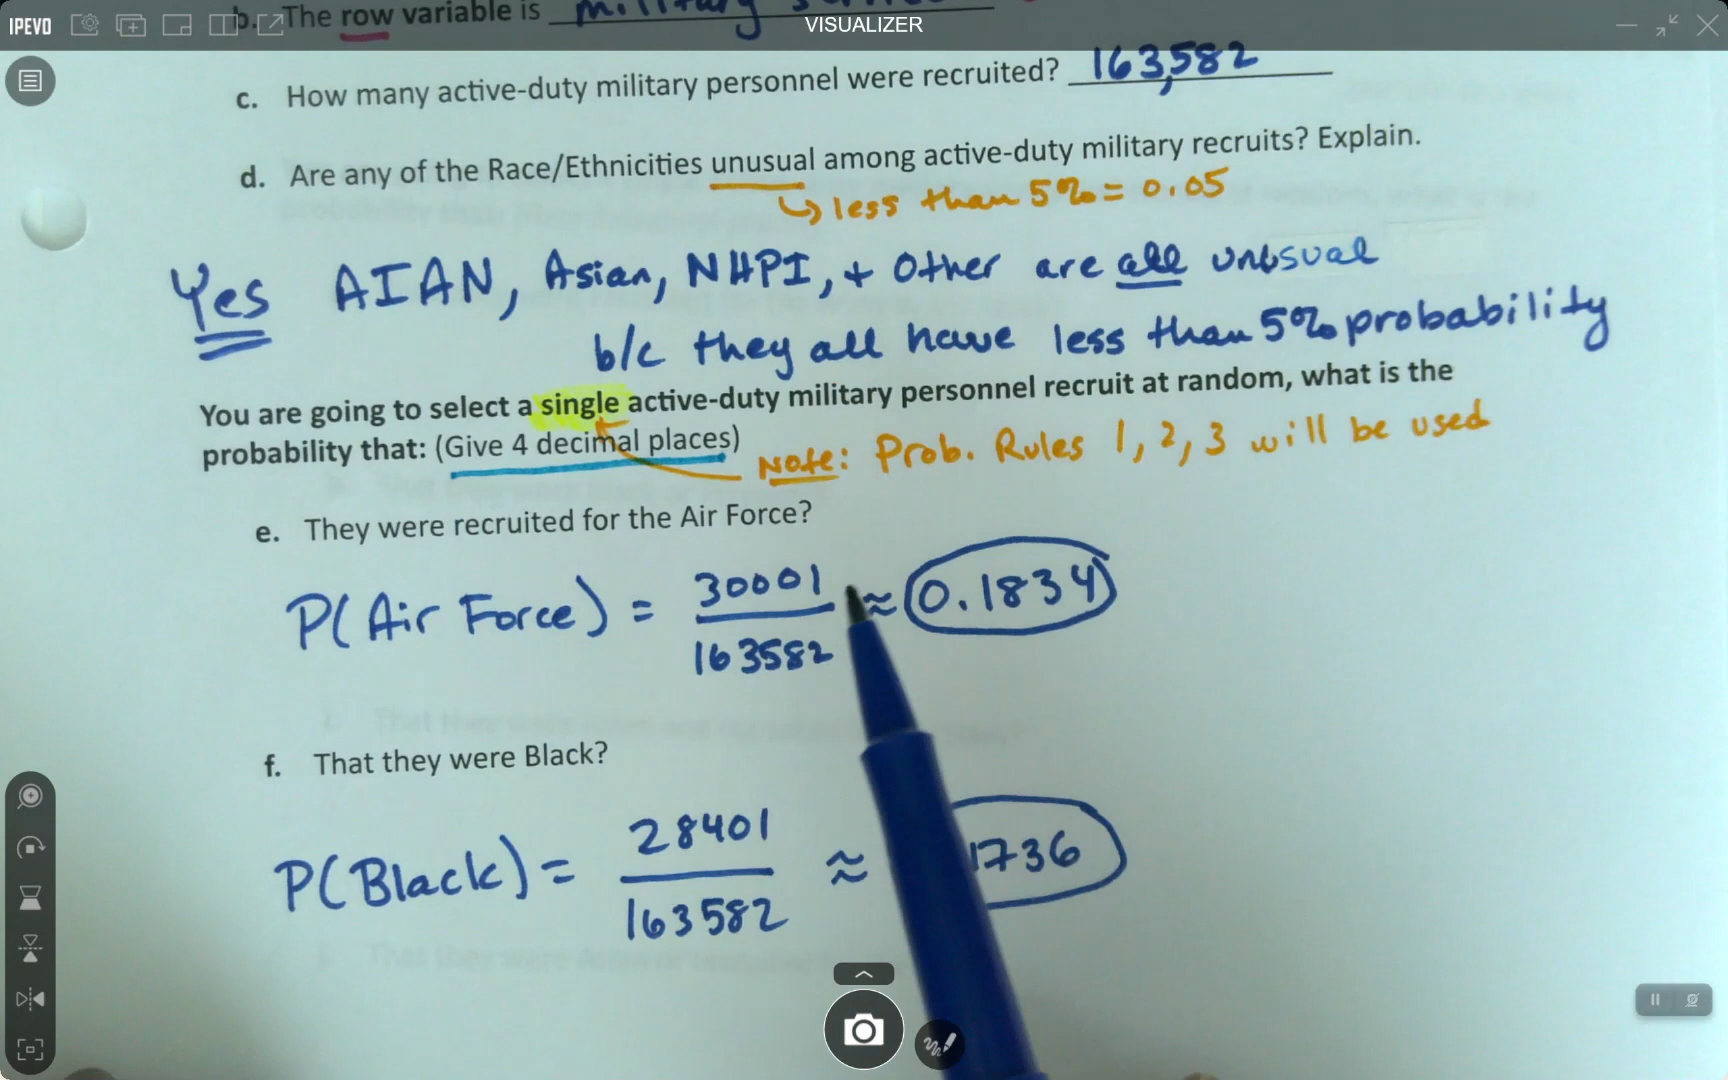 IPEVO
VISUALIZER
b. The row variable is military
c. How many active-duty military personnel were recruited? 163,582
d. Are any of the Race/Ethnicities unusual among active-duty military recruits? Explain.
↳ less than 5% = 0.05
Yes AIAN, Asian, NHPI, + Other are all unusual
b/c they all have less than 5% probability
You are going to select a single active-duty military personnel recruit at random, what is the
probability that: (Give 4 decimal places)
Note: Prob. Rules 1, 2, 3 will be used
e. They were recruited for the Air Force?
P(Air Force) = 30001
163582
≈ 0.1834
f. That they were Black?
P(Black) = 28401
163582
≈ 1736